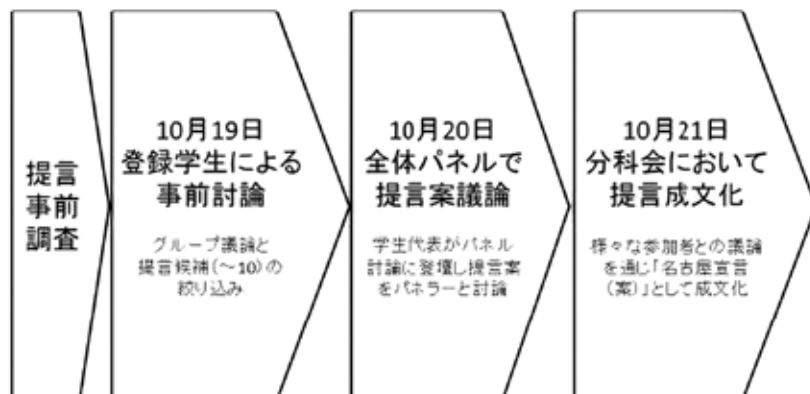 提言
事前
調査
10月19日
登録学生による
事前討論
グループ議論と
提言候補(～10)の
絞り込み
10月20日
全体パネルで
提言案議論
学生代表がパネル
討論に登壇し提言案
をパネラーと討論
10月21日
分科会において
提言成文化
様々な参加者との議論
を通じ「名古屋宣言
(案)」として成文化